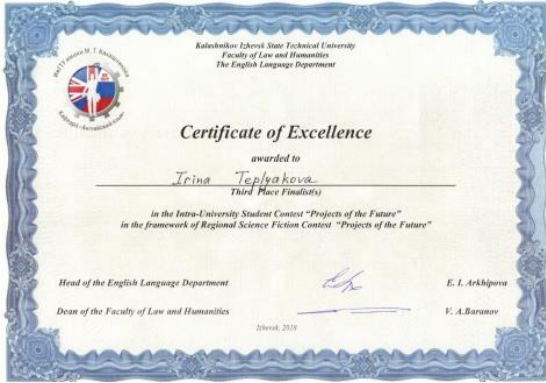 Kalashnikov Izhevsk State Technical University
Faculty of Law and Humanities
The English Language Department
Certificate of Excellence
awarded to
Irina Teplyakova
Third Place Finalist(s)
in the Intra-University Student Contest "Projects of the Future"
in the framework of Regional Science Fiction Contest "Projects of the Future"
Head of the English Language Department E. I. Arkhipova
Dean of the Faculty of Law and Humanities V. A.Baranov
Izhevsk, 2018